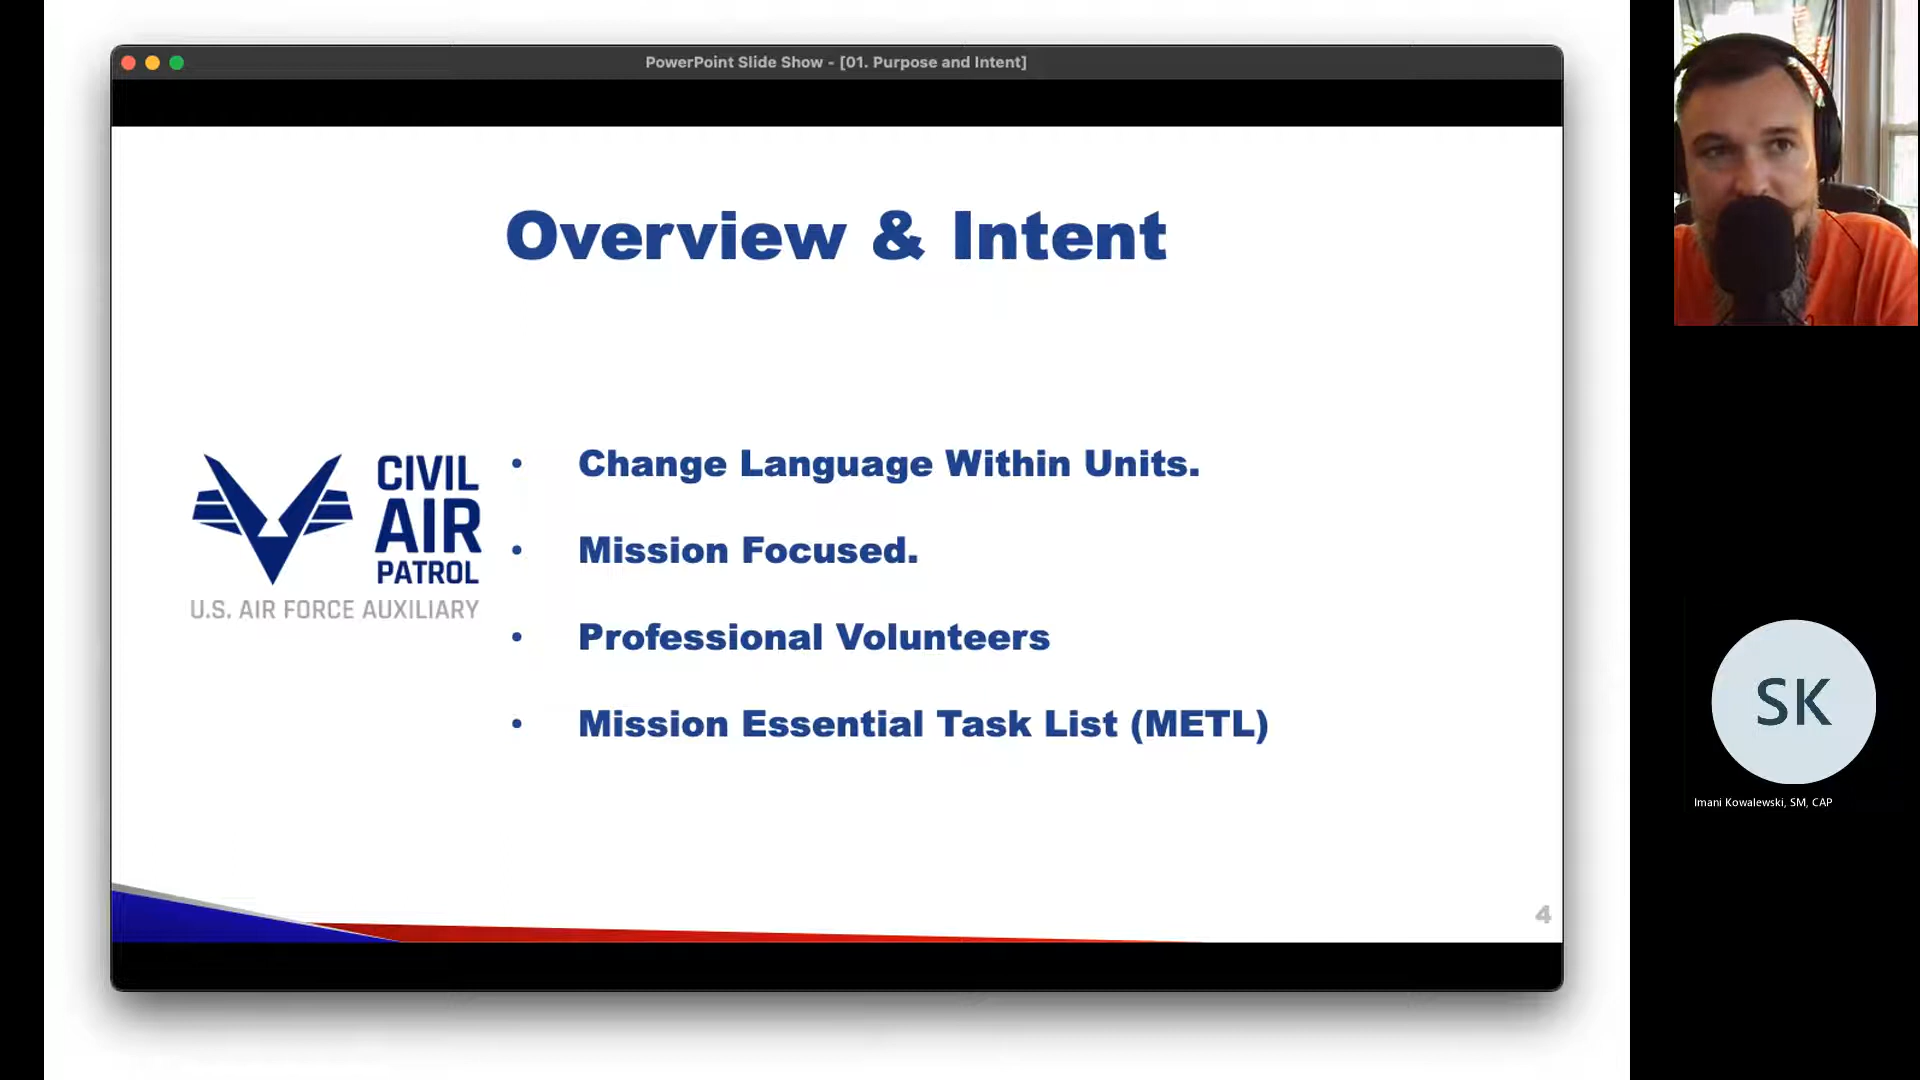 PowerPoint Slide Show - [01. Purpose and Intent]
Overview & Intent
CIVIL
AIR
PATROL
U.S. AIR FORCE AUXILIARY
• Change Language Within Units.
• Mission Focused.
• Professional Volunteers
• Mission Essential Task List (METL)
4
SK
Imani Kowalewski, SM, CAP